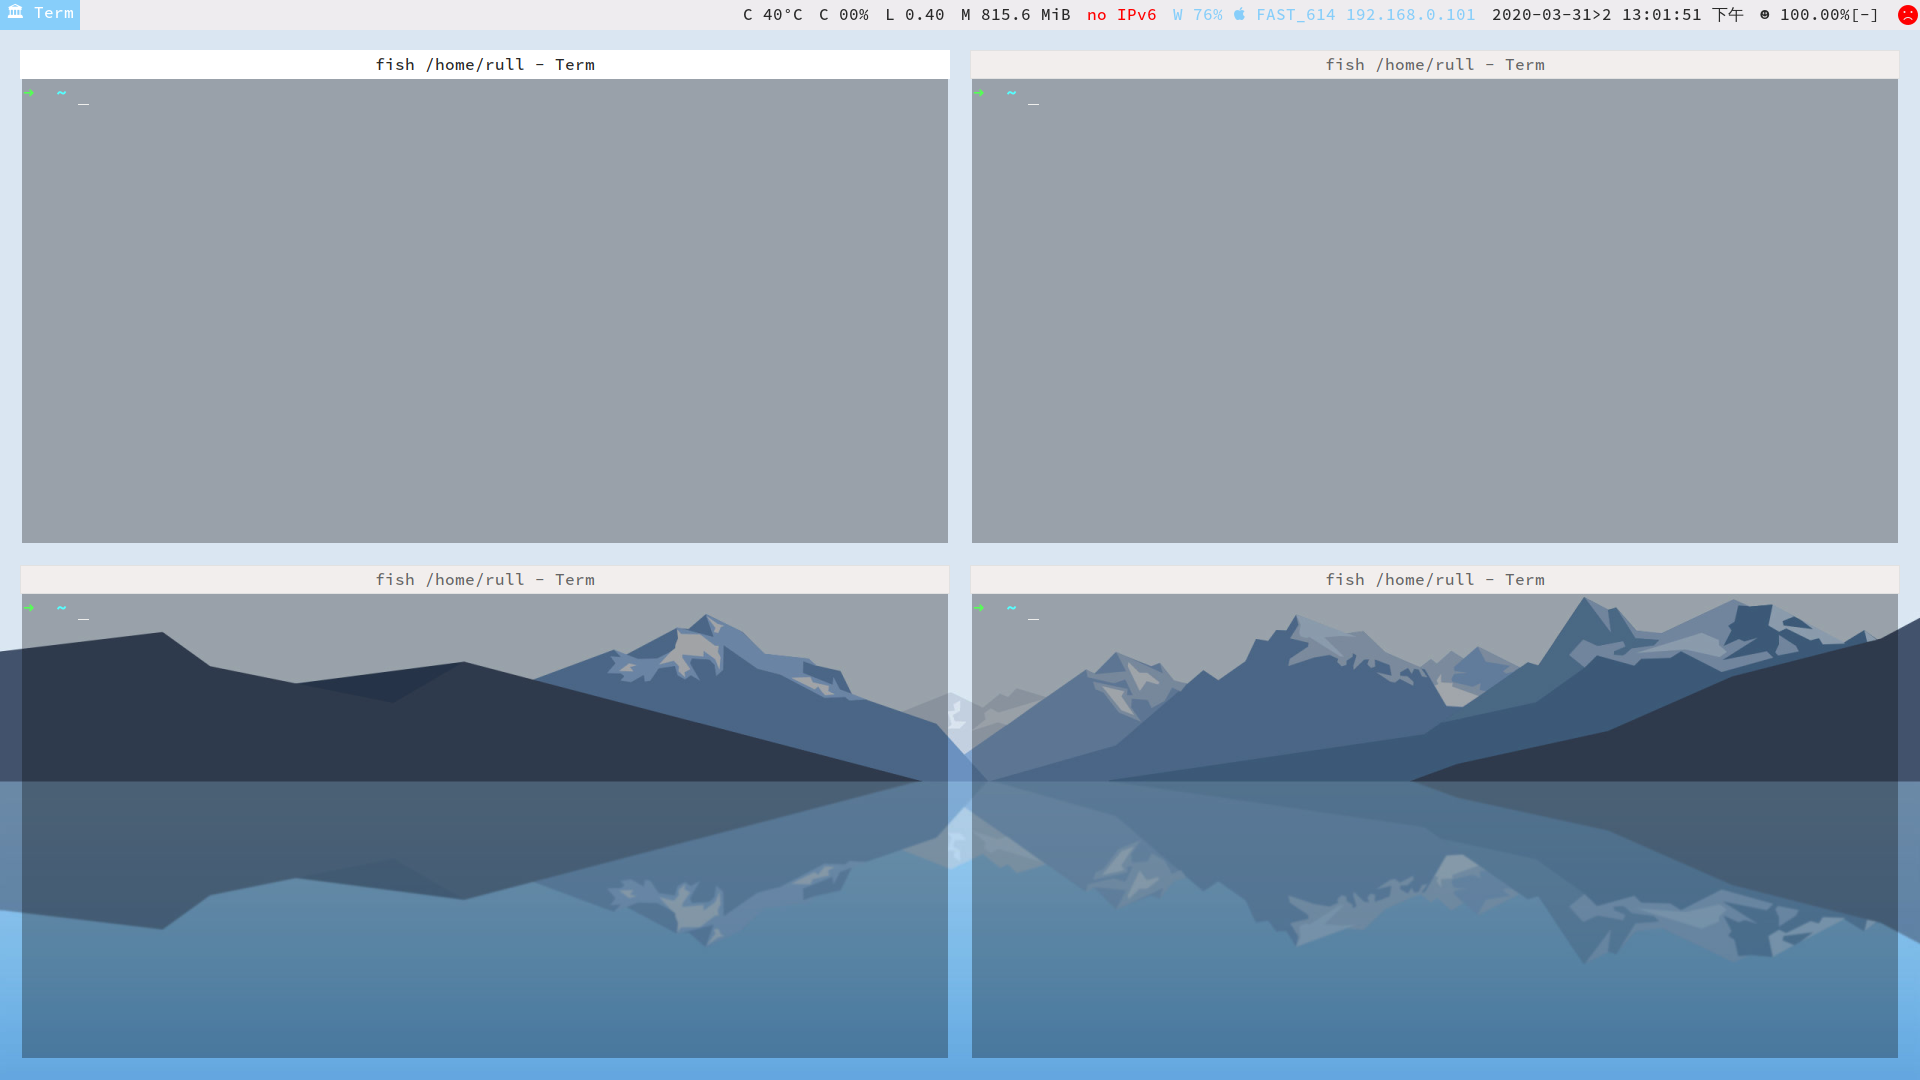 Term
C 40°C C 00% L 0.40 M 815.6 MiB no IPv6 W 76% FAST_614 192.168.0.101 2020-03-31>2 13:01:51 下午 ☻ 100.00%[-]
fish /home/rull - Term
→ ~ _
fish /home/rull - Term
→ ~ _
fish /home/rull - Term
→ ~ _
fish /home/rull - Term
→ ~ _